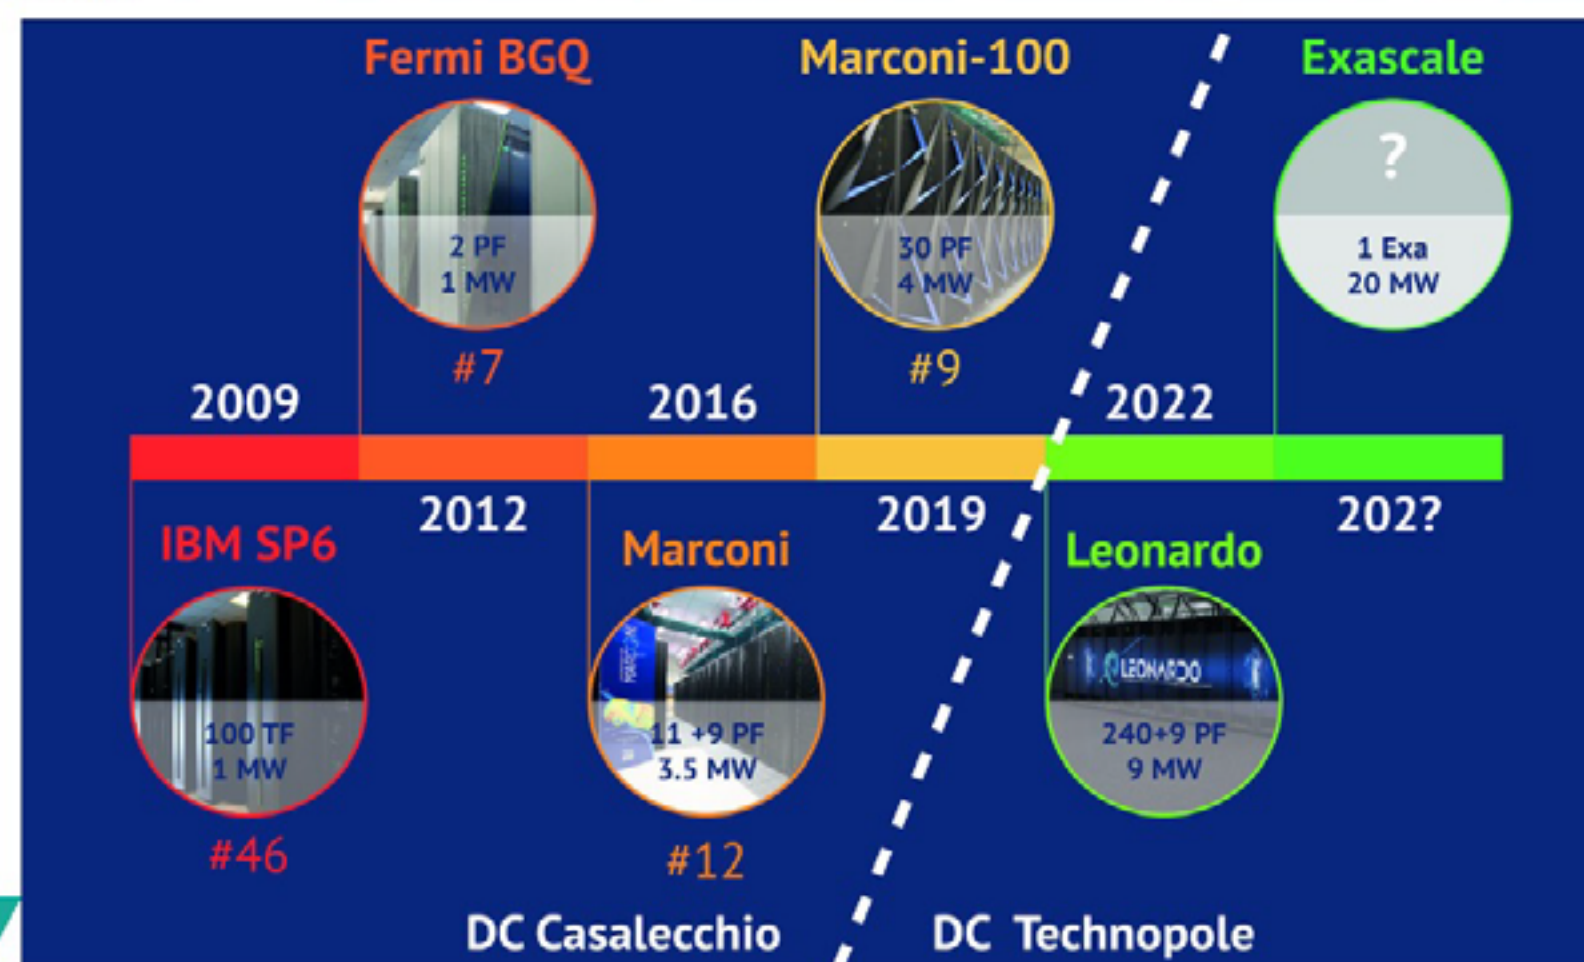 Fermi BGQ
2 PF
1 MW
#7
Marconi-100
30 PF
4 MW
#9
Exascale
?
1 Exa
20 MW
2009
2016
2022
2012
2019
202?
IBM SP6
100 TF
1 MW
#46
Marconi
MARCONI
11 +9 PF
3.5 MW
#12
Leonardo
LEONARDO
240+9 PF
9 MW
DC Casalecchio
DC Technopole